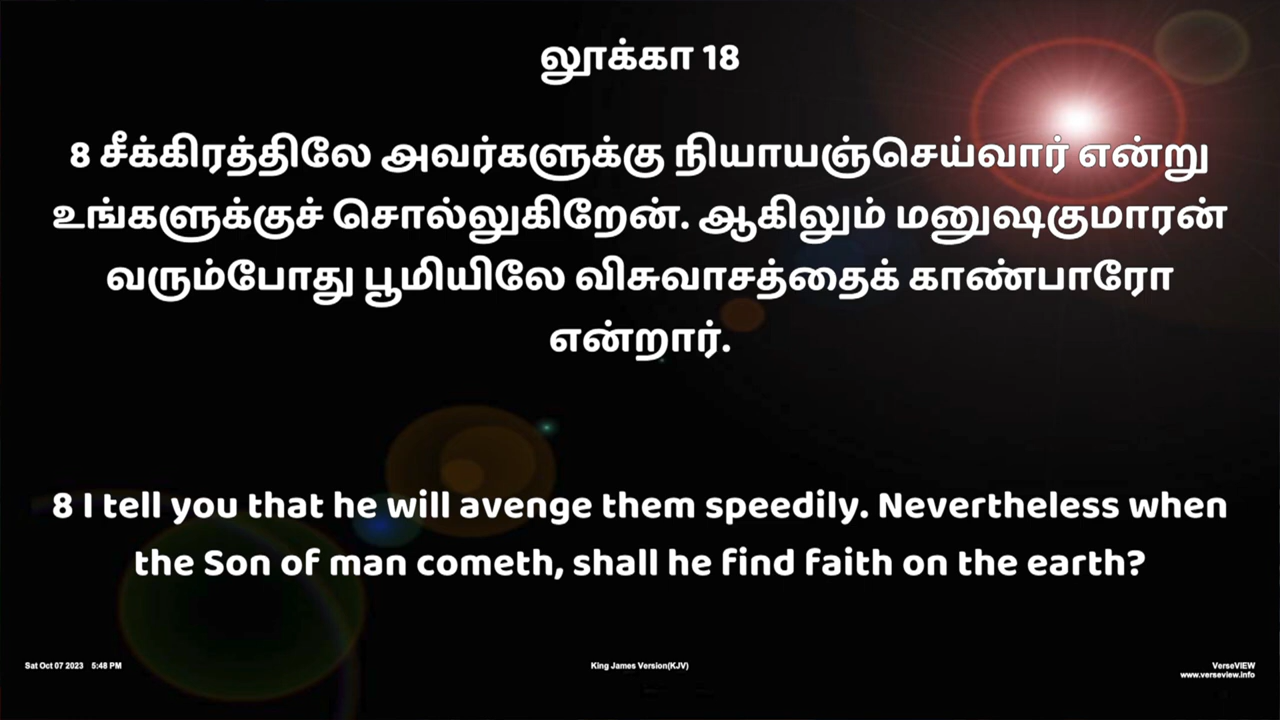 லூக்கா 18
8 சீக்கிரத்திலே அவர்களுக்கு நியாயஞ்செய்வார் என்று
உங்களுக்குச் சொல்லுகிறேன். ஆகிலும் மனுஷகுமாரன்
வரும்போது பூமியிலே விசுவாசத்தைக் காண்பாரோ
என்றார்.
8 I tell you that he will avenge them speedily. Nevertheless when
the Son of man cometh, shall he find faith on the earth?
Sat Oct 07 2023 5:48 PM
King James Version(KJV)
VerseVIEW
www.verseview.info